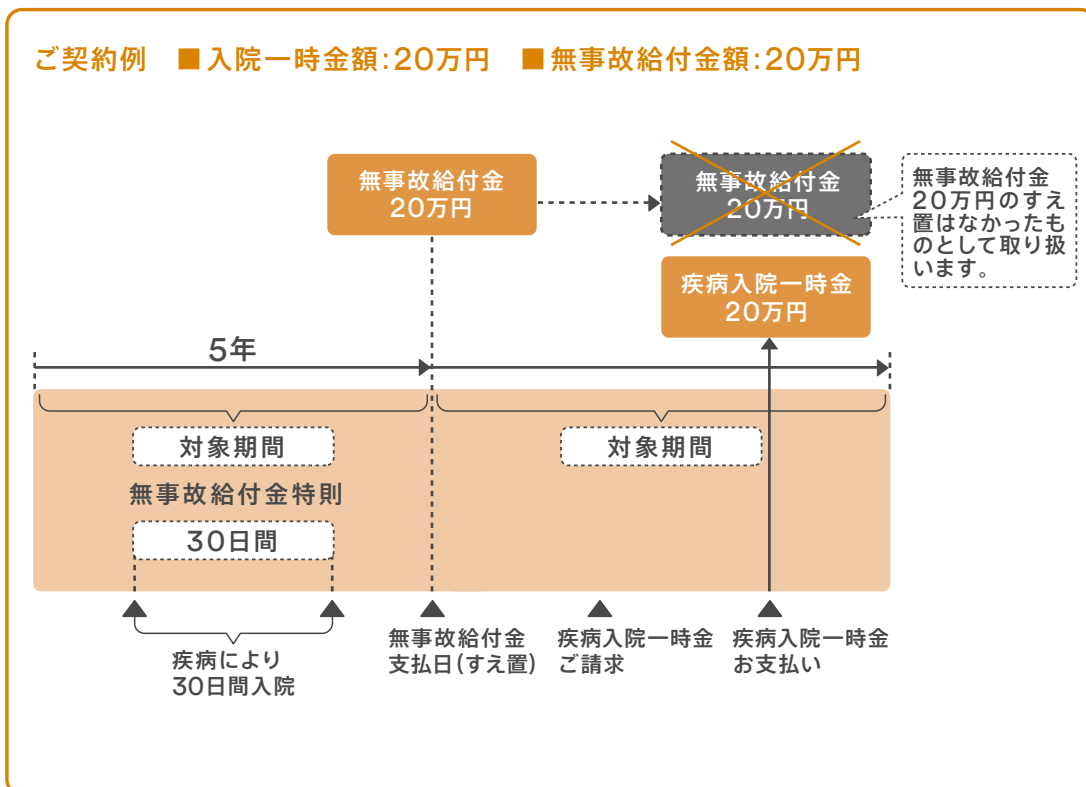 ご契約例 ■入院一時金額:20万円 ■無事故給付金額:20万円
無事故給付金
20万円
無事故給付金
20万円
無事故給付金
20万円のすえ
置はなかったも
のとして取り扱
います。
疾病入院一時金
20万円
5年
対象期間
対象期間
無事故給付金特則
30日間
疾病により
30日間入院
無事故給付金
支払日(すえ置)
疾病入院一時金
ご請求
疾病入院一時金
お支払い